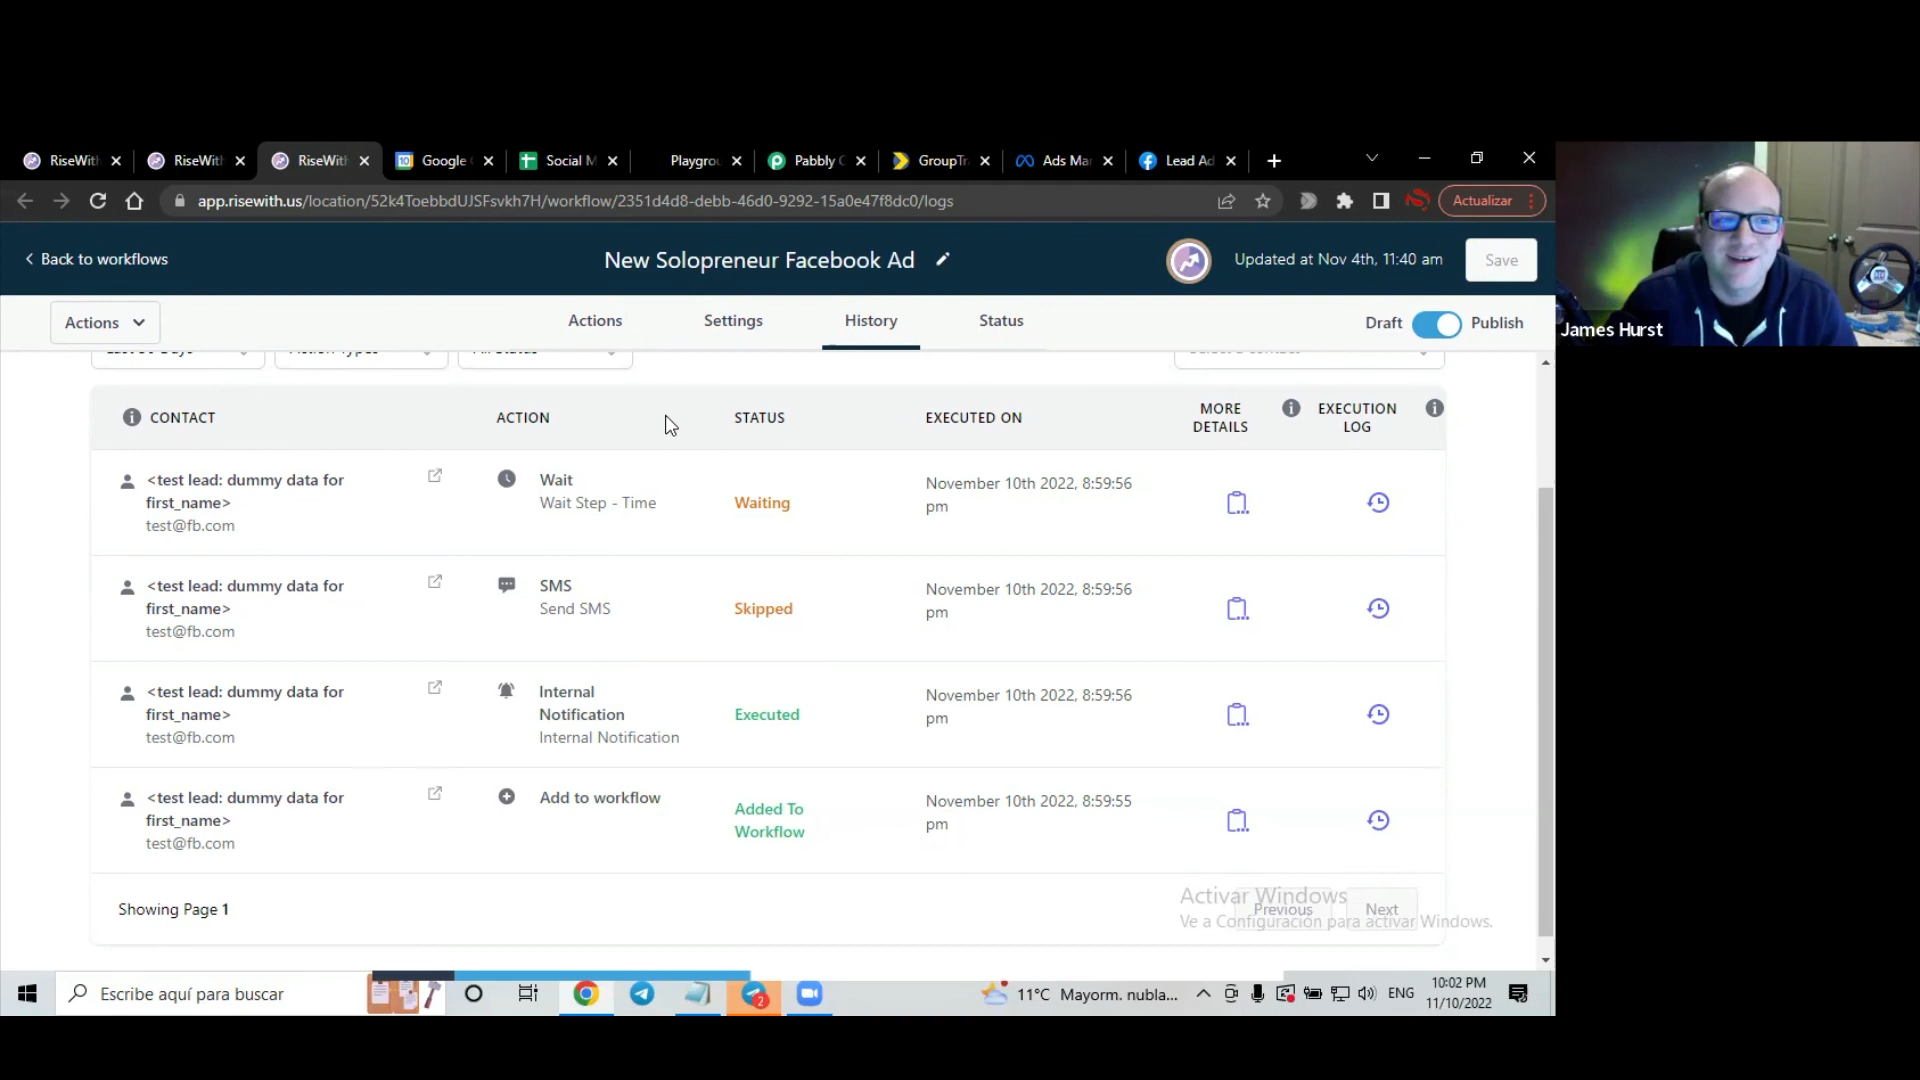 RiseWith
RiseWith
RiseWith
Google
Social M
Playgrou
Pabbly C
GroupTr
Ads Ma
Lead Ad
app.risewith.us/location/52k4ToebbdUJSFsvkh7H/workflow/2351d4d8-debb-46d0-9292-15a0e47f8dc0/logs
Actualizar
Back to workflows
New Solopreneur Facebook Ad
Updated at Nov 4th, 11:40 am
Save
Actions
Actions
Settings
History
Status
Draft
Publish
James Hurst
CONTACT
ACTION
STATUS
EXECUTED ON
MORE
DETAILS
EXECUTION
LOG
<test lead: dummy data for
first_name>
test@fb.com
Wait
Wait Step - Time
Waiting
November 10th 2022, 8:59:56
pm
<test lead: dummy data for
first_name>
test@fb.com
SMS
Send SMS
Skipped
November 10th 2022, 8:59:56
pm
<test lead: dummy data for
first_name>
test@fb.com
Internal
Notification
Internal Notification
Executed
November 10th 2022, 8:59:56
pm
<test lead: dummy data for
first_name>
test@fb.com
Add to workflow
Added To
Workflow
November 10th 2022, 8:59:55
pm
Showing Page 1
Previous
Next
Activar Windows
Ve a Configuración para activar Windows.
Escribe aquí para buscar
2
11°C Mayorm. nubla...
ENG
10:02 PM
11/10/2022